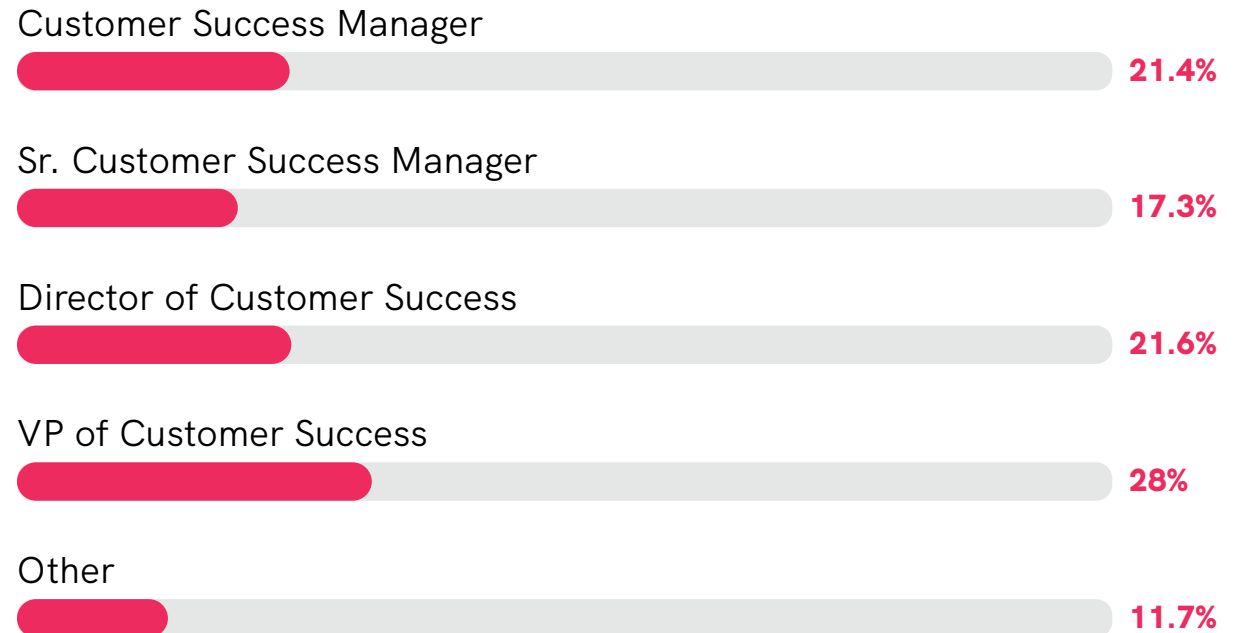 Customer Success Manager
21.4%
Sr. Customer Success Manager
17.3%
Director of Customer Success
21.6%
VP of Customer Success
28%
Other
11.7%